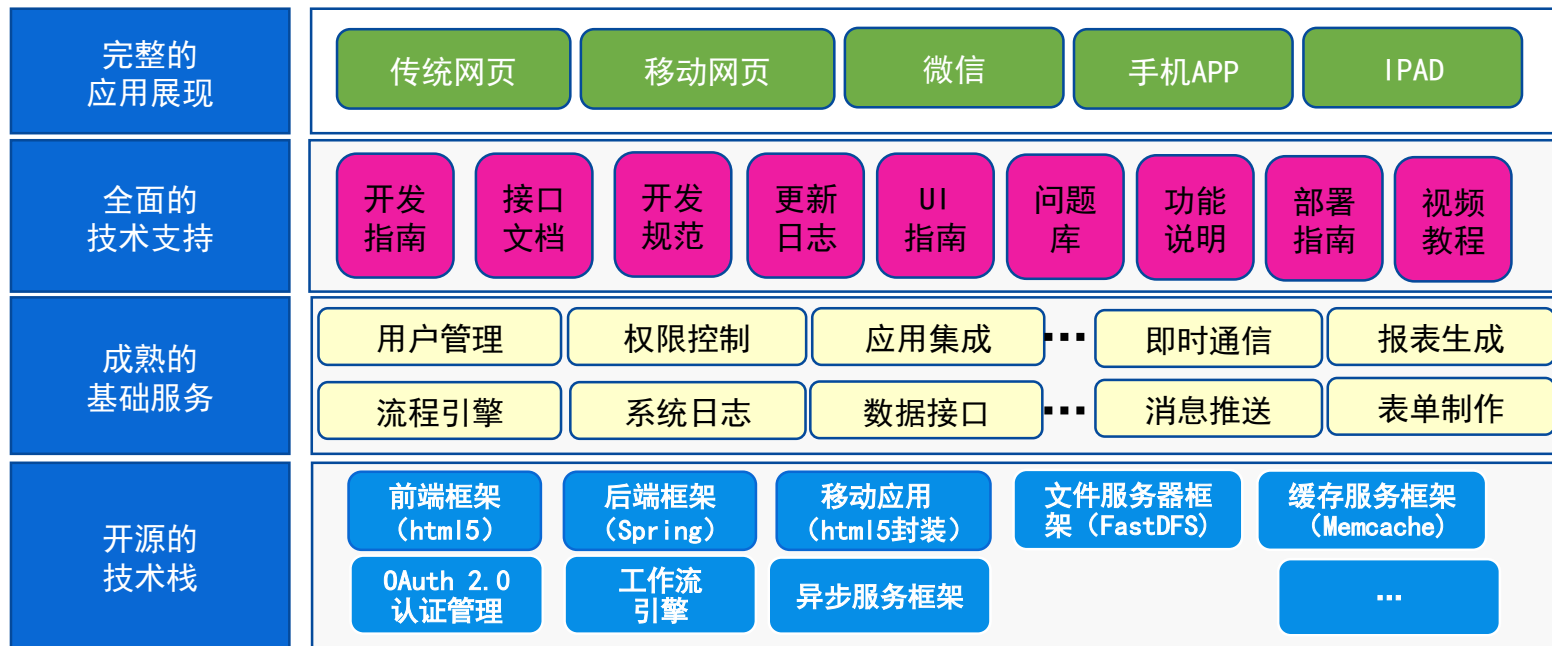 完整的
应用展现
传统网页
移动网页
微信
手机APP
IPAD
全面的
技术支持
开发
指南
接口
文档
开发
规范
更新
日志
UI
指南
问题
库
功能
说明
部署
指南
视频
教程
成熟的
基础服务
用户管理
权限控制
应用集成
…
即时通信
报表生成
流程引擎
系统日志
数据接口
…
消息推送
表单制作
开源的
技术栈
前端框架
（html5）
后端框架
（Spring）
移动应用
（html5封装）
文件服务器框
架（FastDFS）
缓存服务框架
（Memcache）
OAuth 2.0
认证管理
工作流
引擎
异步服务框架
…